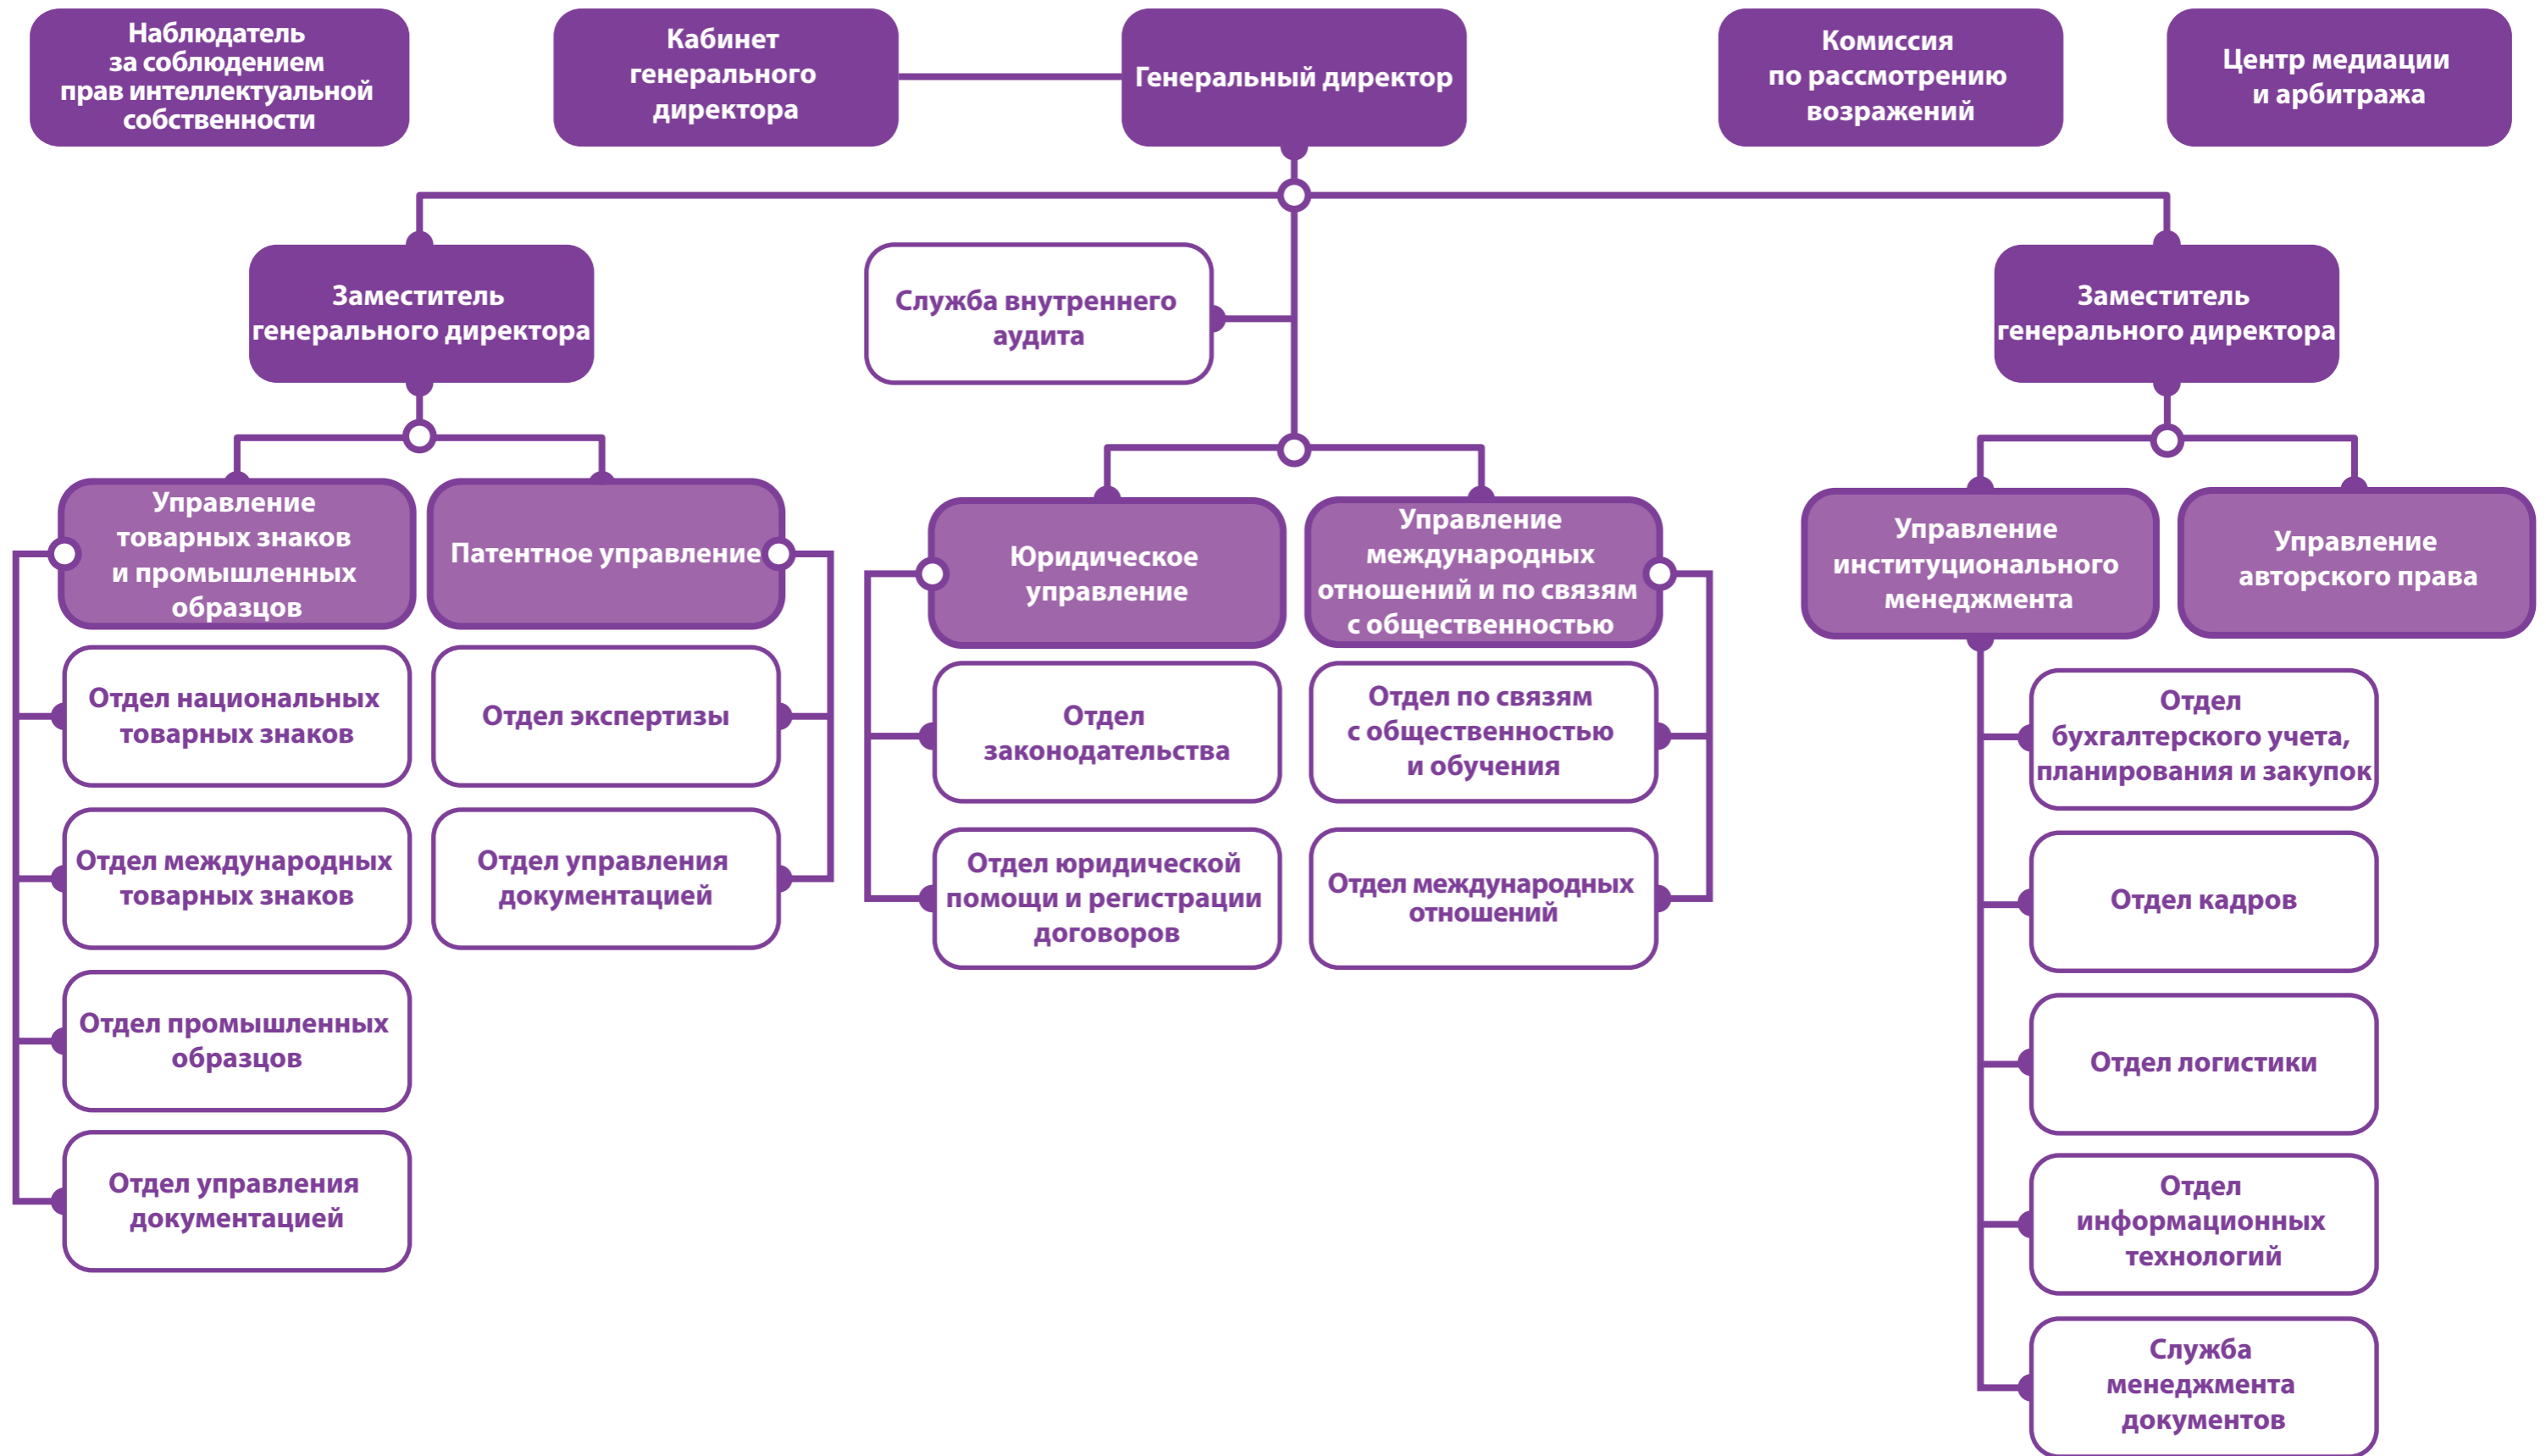 Наблюдатель
за соблюдением
прав интеллектуальной
собственности
Кабинет
генерального
директора
Генеральный директор
Комиссия
по рассмотрению
возражений
Центр медиации
и арбитража
Заместитель
генерального директора
Служба внутреннего
аудита
Заместитель
генерального директора
Управление
товарных знаков
и промышленных
образцов
Патентное управление
Юридическое
управление
Управление
международных
отношений и по связям
с общественностью
Управление
институционального
менеджмента
Управление
авторского права
Отдел национальных
товарных знаков
Отдел экспертизы
Отдел
законодательства
Отдел по связям
с общественностью
и обучения
Отдел
бухгалтерского учета,
планирования и закупок
Отдел международных
товарных знаков
Отдел управления
документацией
Отдел юридической
помощи и регистрации
договоров
Отдел международных
отношений
Отдел кадров
Отдел промышленных
образцов
Отдел логистики
Отдел управления
документацией
Отдел
информационных
технологий
Служба
менеджмента
документов